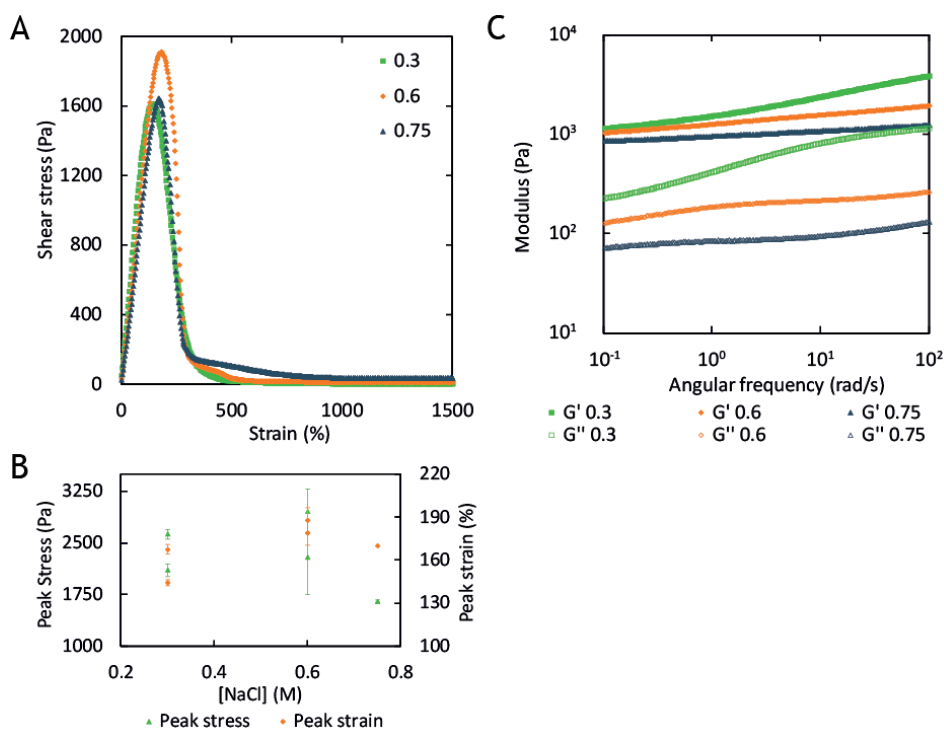 A
2000
1600
1200
800
400
0
Shear stress (Pa)
0 500 1000 1500
Strain (%)
0.3
0.6
0.75
B
3250
2500
1750
1000
Peak Stress (Pa)
220
190
160
130
100
Peak strain (%)
0.2 0.4 0.6 0.8
[NaCl] (M)
Peak stress Peak strain
C
10⁴
10³
10²
10¹
Modulus (Pa)
10⁻¹ 10⁰ 10¹ 10²
Angular frequency (rad/s)
G' 0.3 G' 0.6 G' 0.75
G'' 0.3 G'' 0.6 G'' 0.75